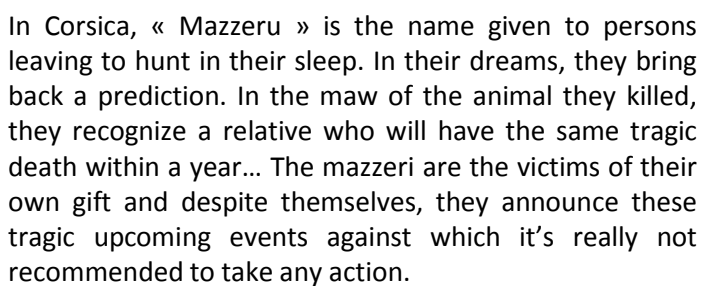 In Corsica, « Mazzeru » is the name given to persons
leaving to hunt in their sleep. In their dreams, they bring
back a prediction. In the maw of the animal they killed,
they recognize a relative who will have the same tragic
death within a year… The mazzeri are the victims of their
own gift and despite themselves, they announce these
tragic upcoming events against which it’s really not
recommended to take any action.